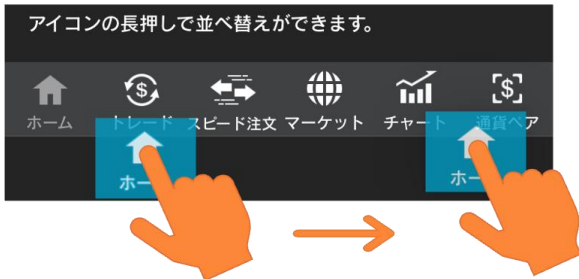 アイコンの長押しで並べ替えができます。
ホーム トレード スピード注文 マーケット チャート 通貨ペア
ホー ホー